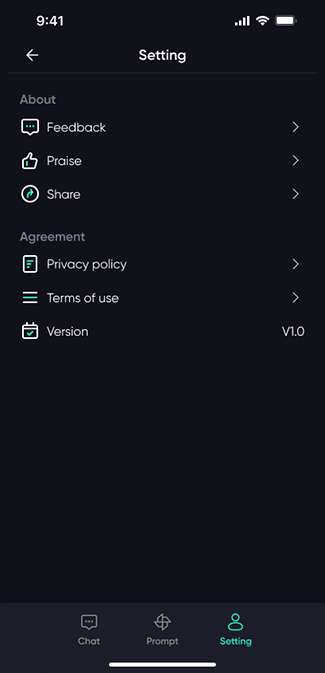 9:41
Setting
About
Feedback
Praise
Share
Agreement
Privacy policy
Terms of use
Version V1.0
Chat Prompt Setting